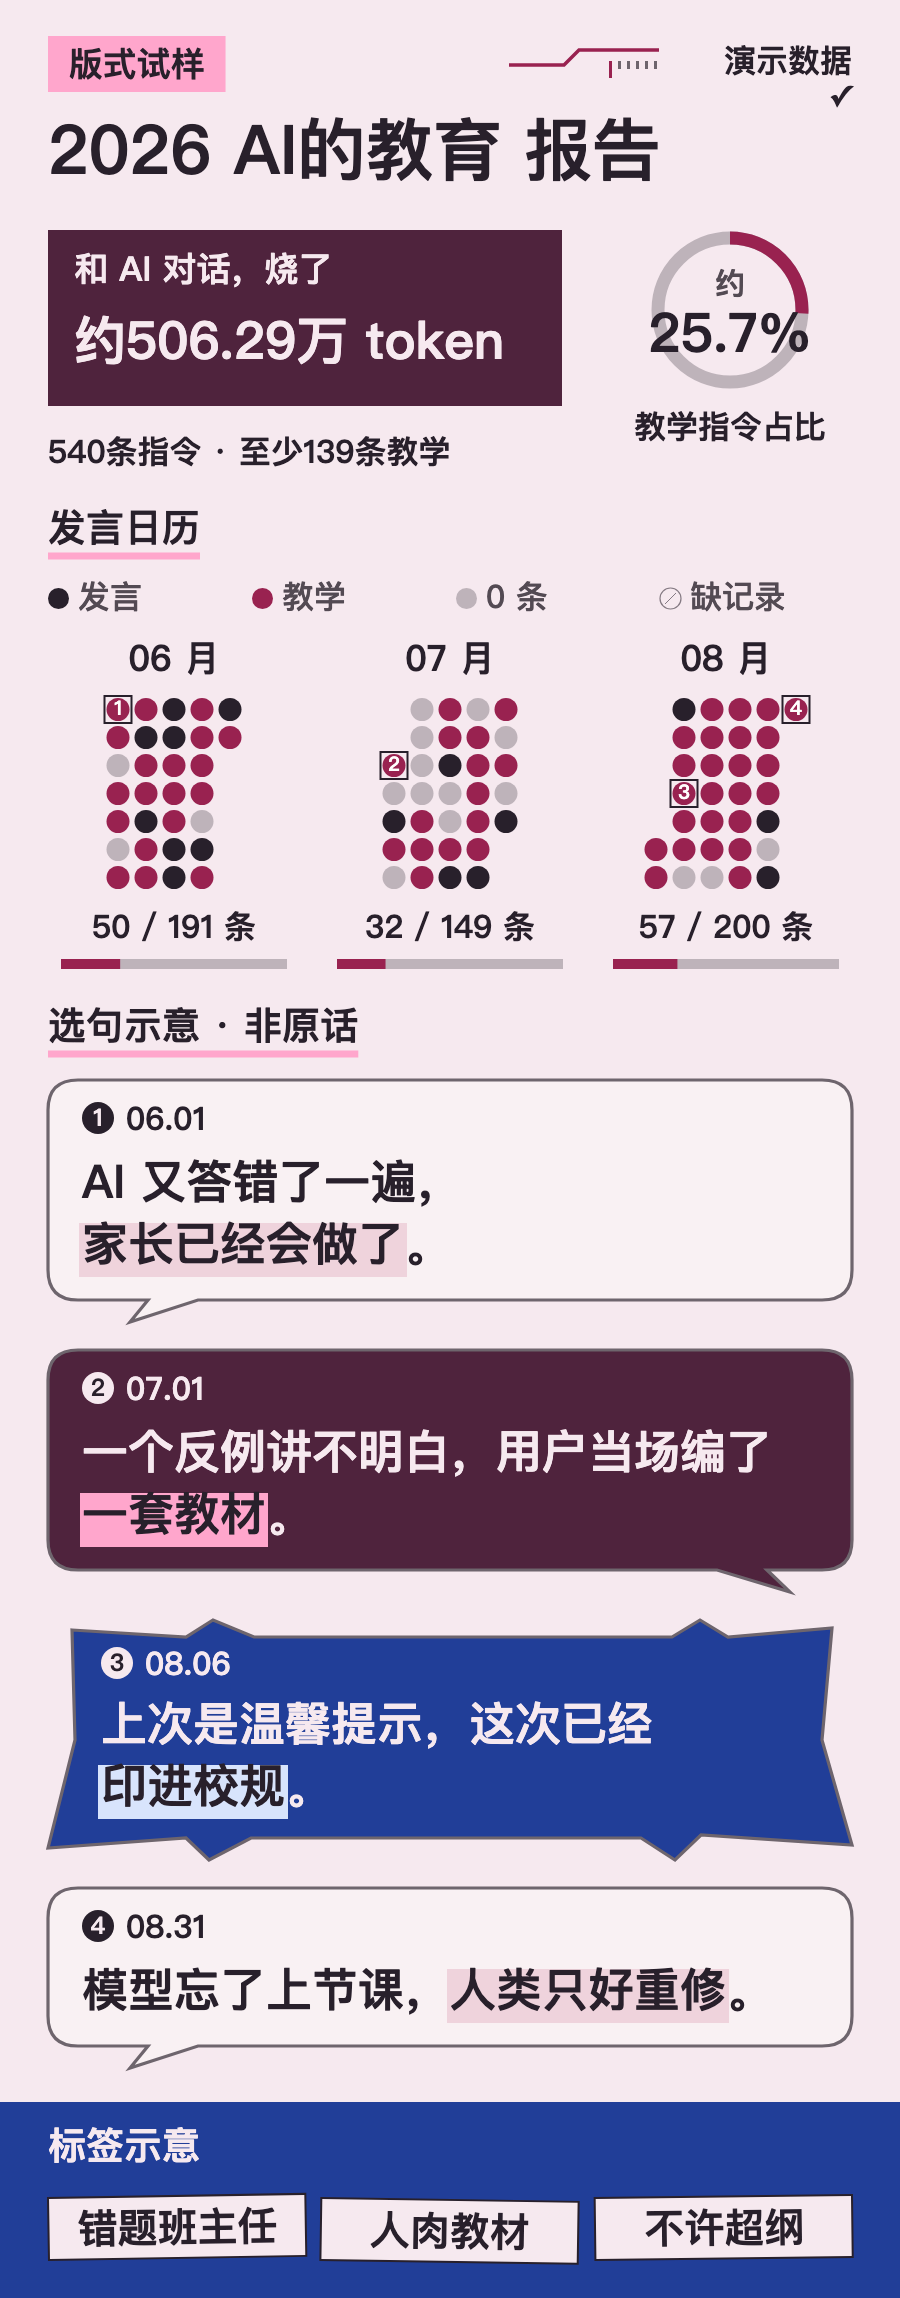 版式试样
演示数据
2026 AI的教育 报告
和 AI 对话，烧了
约506.29万 token
约
25.7%
教学指令占比
540条指令 · 至少139条教学
发言日历
发言
教学
0 条
缺记录
06 月
07 月
08 月
1
2
3
4
50 / 191 条
32 / 149 条
57 / 200 条
选句示意 · 非原话
1 06.01
AI 又答错了一遍，
家长已经会做了。
2 07.01
一个反例讲不明白，用户当场编了
一套教材。
3 08.06
上次是温馨提示，这次已经
印进校规。
4 08.31
模型忘了上节课，人类只好重修。
标签示意
错题班主任
人肉教材
不许超纲